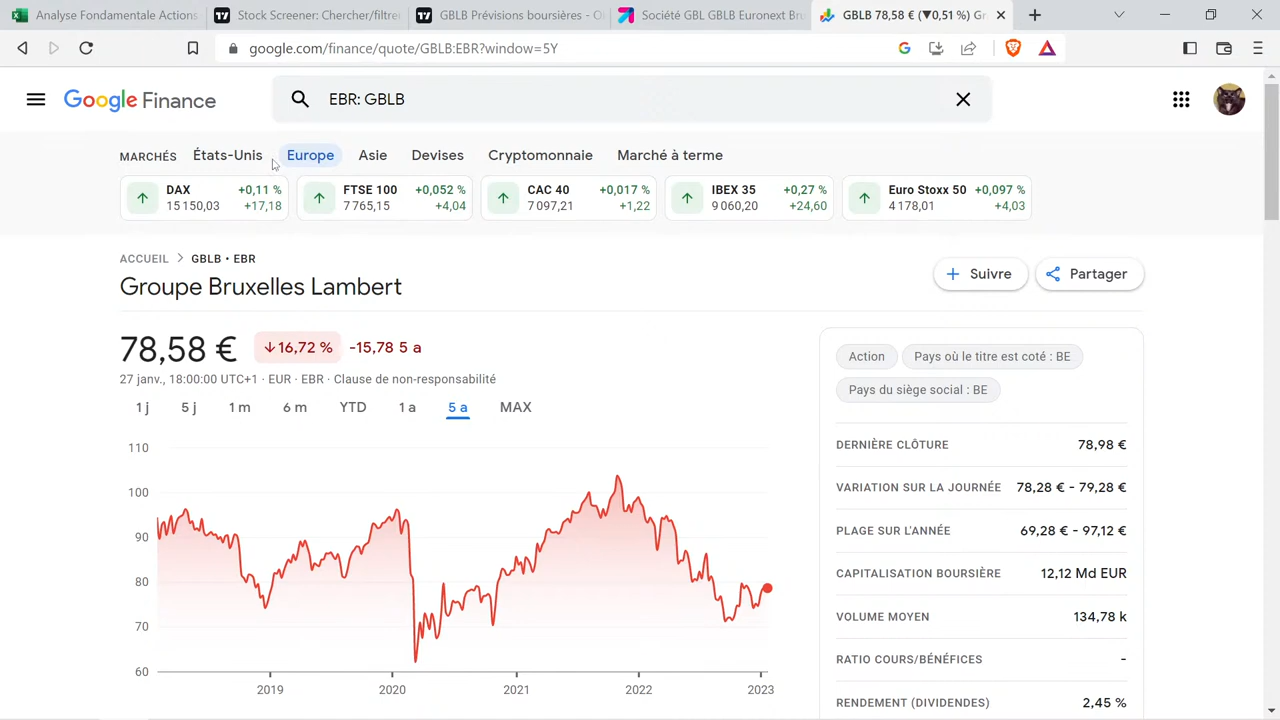 Analyse Fondamentale Actions
Stock Screener: Chercher/filtrer
GBLB Prévisions boursières – O
Société GBL GBLB Euronext Bru
GBLB 78,58 € (▼0,51 %) Gr
google.com/finance/quote/GBLB:EBR?window=5Y
Google Finance
EBR: GBLB
MARCHÉS États-Unis Europe Asie Devises Cryptomonnaie Marché à terme
DAX +0,11 %
15 150,03 +17,18
FTSE 100 +0,052 %
7 765,15 +4,04
CAC 40 +0,017 %
7 097,21 +1,22
IBEX 35 +0,27 %
9 060,20 +24,60
Euro Stoxx 50 +0,097 %
4 178,01 +4,03
ACCUEIL > GBLB • EBR
Groupe Bruxelles Lambert
+ Suivre
Partager
78,58 € ↓16,72 % -15,78 5 a
27 janv., 18:00:00 UTC+1 · EUR · EBR · Clause de non-responsabilité
1 j 5 j 1 m 6 m YTD 1 a 5 a MAX
110
100
90
80
70
60
2019 2020 2021 2022 2023
Action
Pays où le titre est coté : BE
Pays du siège social : BE
DERNIÈRE CLÔTURE 78,98 €
VARIATION SUR LA JOURNÉE 78,28 € - 79,28 €
PLAGE SUR L'ANNÉE 69,28 € - 97,12 €
CAPITALISATION BOURSIÈRE 12,12 Md EUR
VOLUME MOYEN 134,78 k
RATIO COURS/BÉNÉFICES -
RENDEMENT (DIVIDENDES) 2,45 %